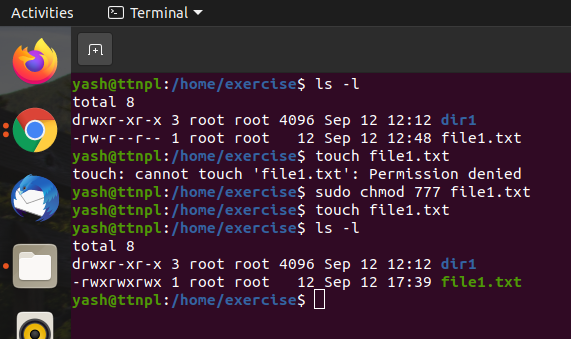 Activities Terminal
yash@ttnpl:/home/exercise$ ls -l
total 8
drwxr-xr-x 3 root root 4096 Sep 12 12:12 dir1
-rw-r--r-- 1 root root   12 Sep 12 12:48 file1.txt
yash@ttnpl:/home/exercise$ touch file1.txt
touch: cannot touch 'file1.txt': Permission denied
yash@ttnpl:/home/exercise$ sudo chmod 777 file1.txt
yash@ttnpl:/home/exercise$ touch file1.txt
yash@ttnpl:/home/exercise$ ls -l
total 8
drwxr-xr-x 3 root root 4096 Sep 12 12:12 dir1
-rwxrwxrwx 1 root root   12 Sep 12 17:39 file1.txt
yash@ttnpl:/home/exercise$